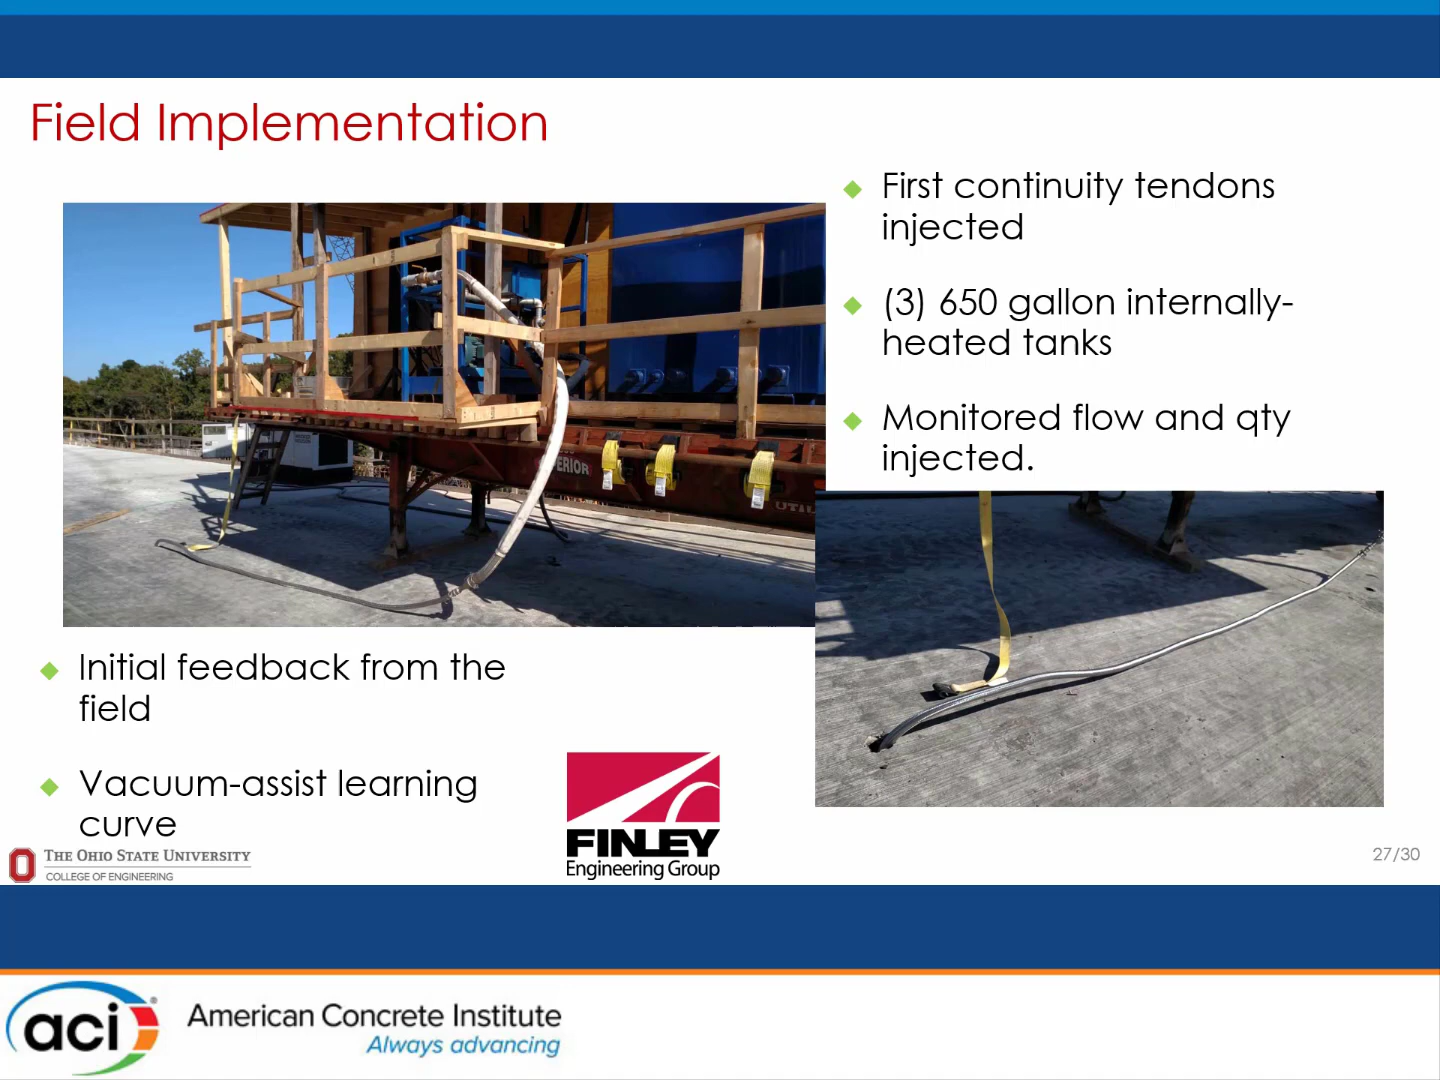 Field Implementation
First continuity tendons
injected
(3) 650 gallon internally-
heated tanks
Monitored flow and qty
injected.
ERIOR
UTIL
Initial feedback from the
field
Vacuum-assist learning
curve
THE OHIO STATE UNIVERSITY
COLLEGE OF ENGINEERING
FINLEY
Engineering Group
27/30
aci
American Concrete Institute
Always advancing